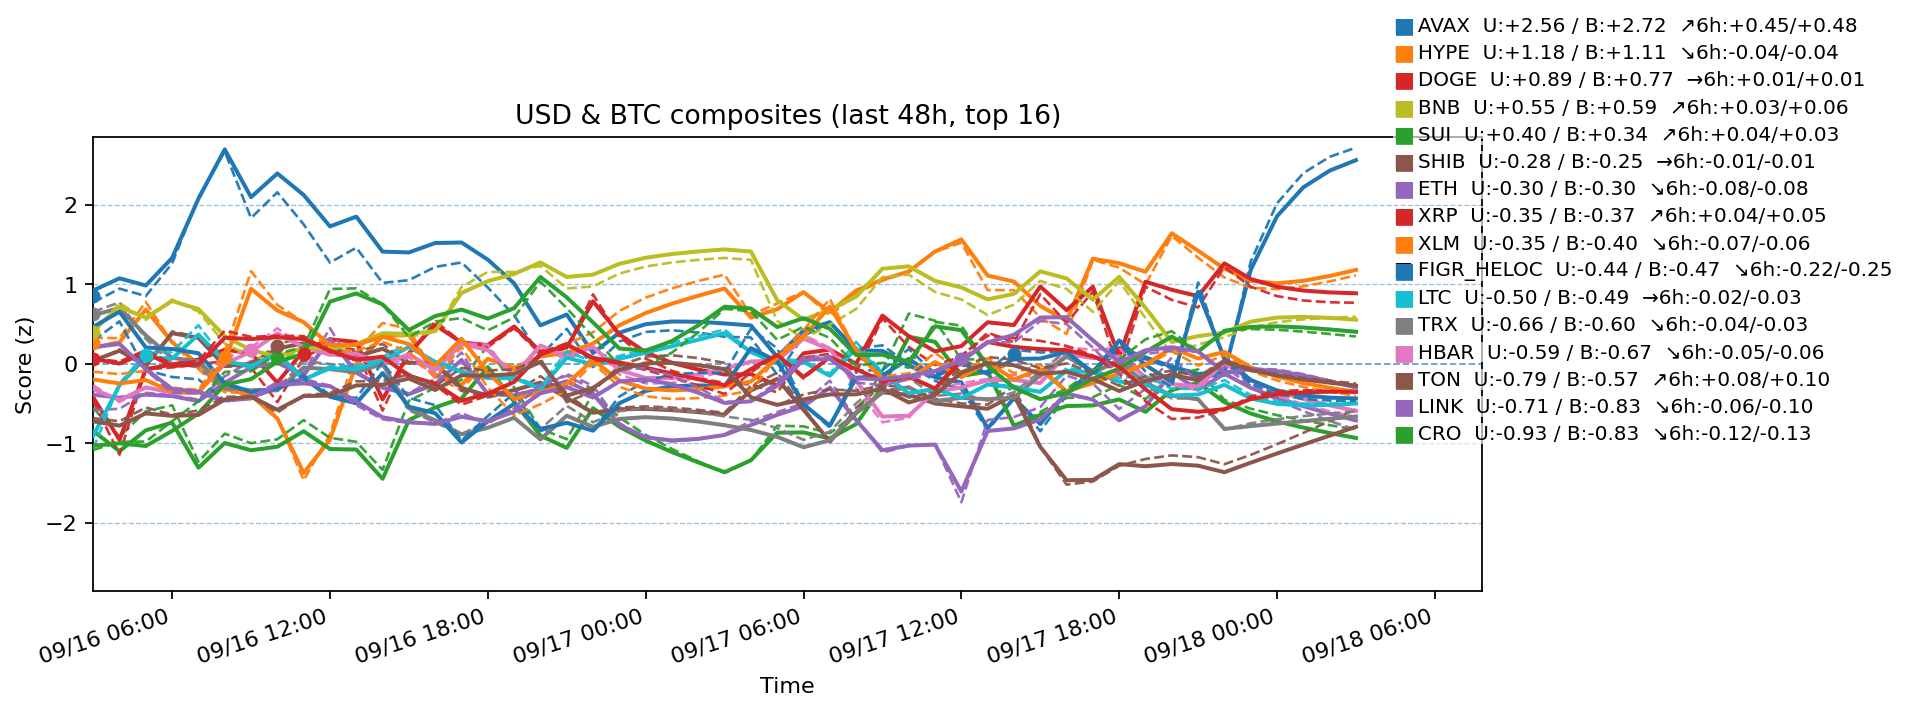 AVAX  U:+2.56 / B:+2.72  ↗6h:+0.45/+0.48
HYPE  U:+1.18 / B:+1.11  ↘6h:-0.04/-0.04
DOGE  U:+0.89 / B:+0.77  →6h:+0.01/+0.01
BNB  U:+0.55 / B:+0.59  ↗6h:+0.03/+0.06
SUI  U:+0.40 / B:+0.34  ↗6h:+0.04/+0.03
SHIB  U:-0.28 / B:-0.25  →6h:-0.01/-0.01
ETH  U:-0.30 / B:-0.30  ↘6h:-0.08/-0.08
XRP  U:-0.35 / B:-0.37  ↗6h:+0.04/+0.05
XLM  U:-0.35 / B:-0.40  ↘6h:-0.07/-0.06
FIGR_HELOC  U:-0.44 / B:-0.47  ↘6h:-0.22/-0.25
LTC  U:-0.50 / B:-0.49  →6h:-0.02/-0.03
TRX  U:-0.66 / B:-0.60  ↘6h:-0.04/-0.03
HBAR  U:-0.59 / B:-0.67  ↘6h:-0.05/-0.06
TON  U:-0.79 / B:-0.57  ↗6h:+0.08/+0.10
LINK  U:-0.71 / B:-0.83  ↘6h:-0.06/-0.10
CRO  U:-0.93 / B:-0.83  ↘6h:-0.12/-0.13
USD & BTC composites (last 48h, top 16)
Score (z)
2
1
0
−1
−2
09/16 06:00
09/16 12:00
09/16 18:00
09/17 00:00
09/17 06:00
09/17 12:00
09/17 18:00
09/18 00:00
09/18 06:00
Time